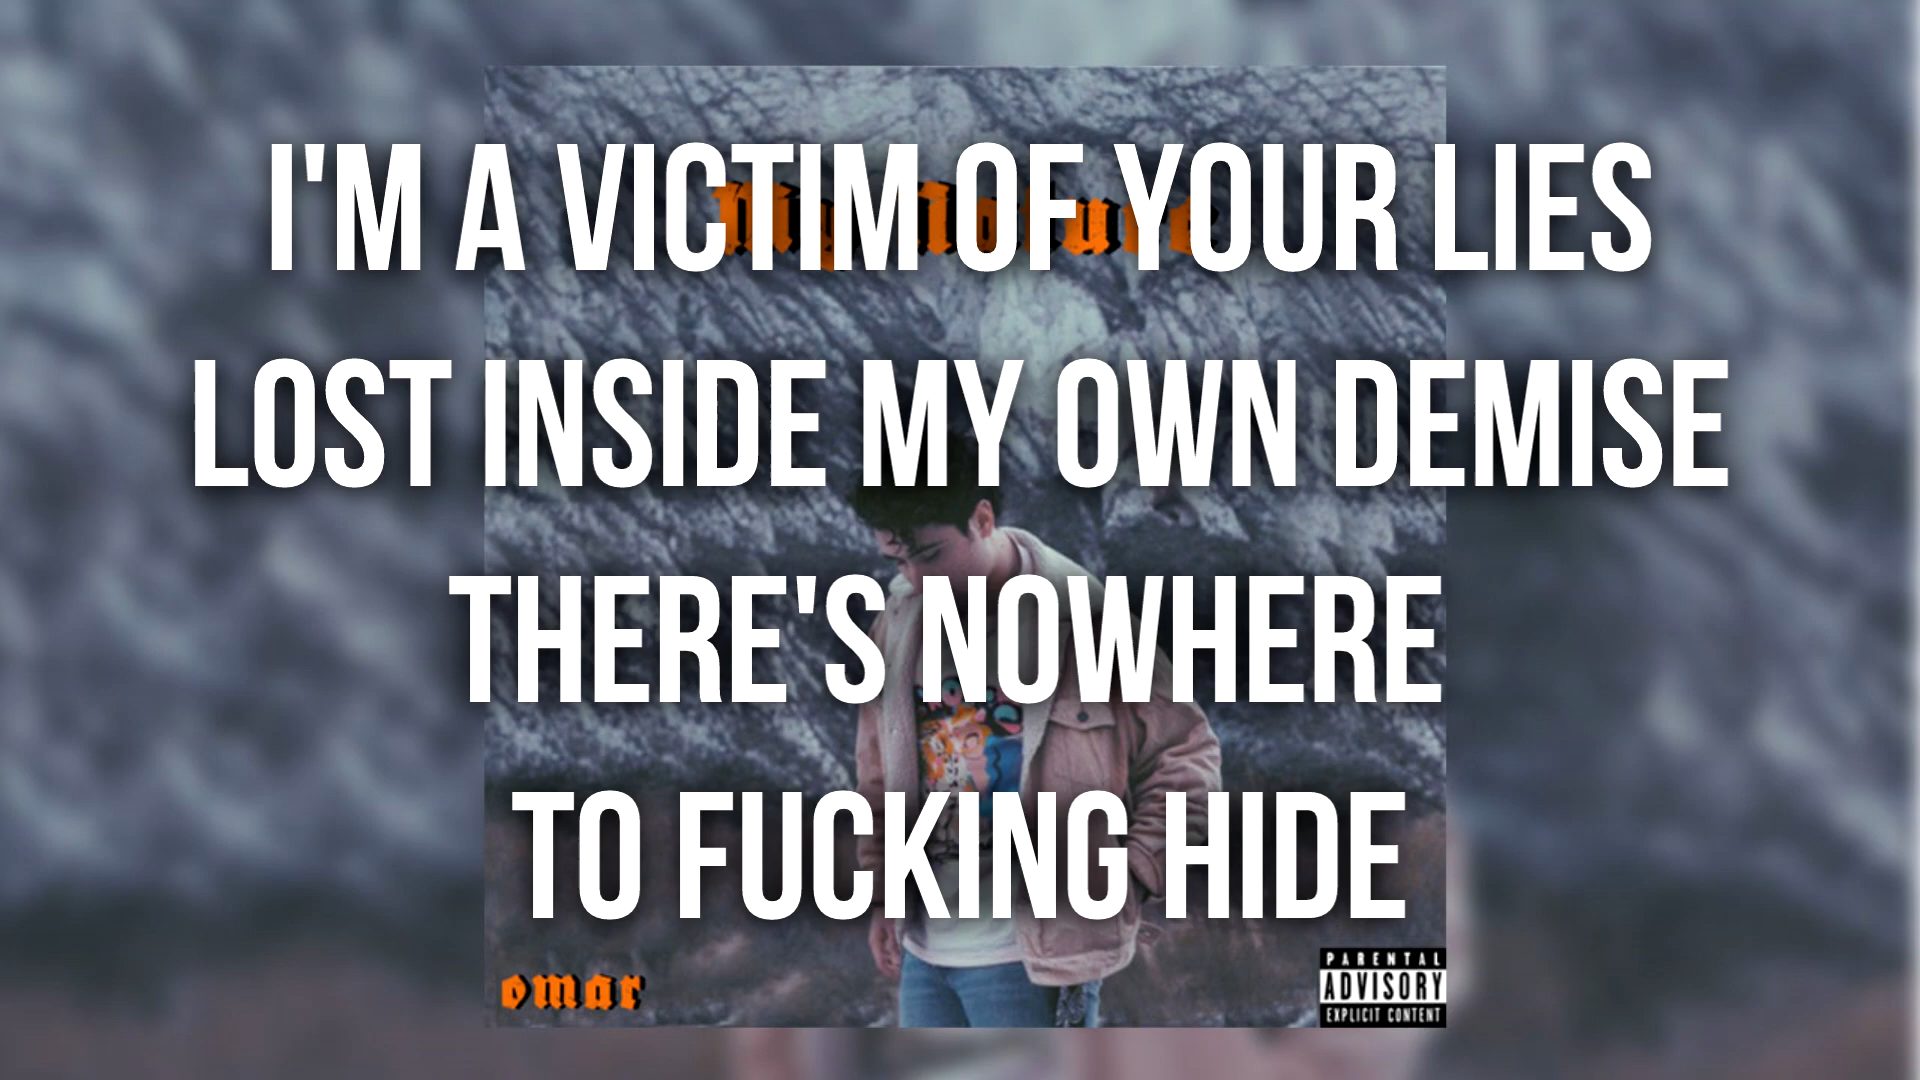 I'M A VICTIM OF YOUR LIES
LOST INSIDE MY OWN DEMISE
THERE'S NOWHERE
TO FUCKING HIDE
omar
PARENTAL
ADVISORY
EXPLICIT CONTENT